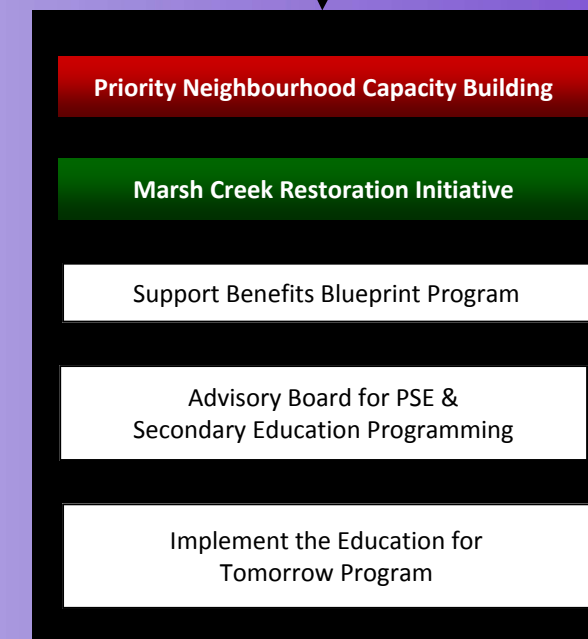 Priority Neighbourhood Capacity Building
Marsh Creek Restoration Initiative
Support Benefits Blueprint Program
Advisory Board for PSE &
Secondary Education Programming
Implement the Education for
Tomorrow Program